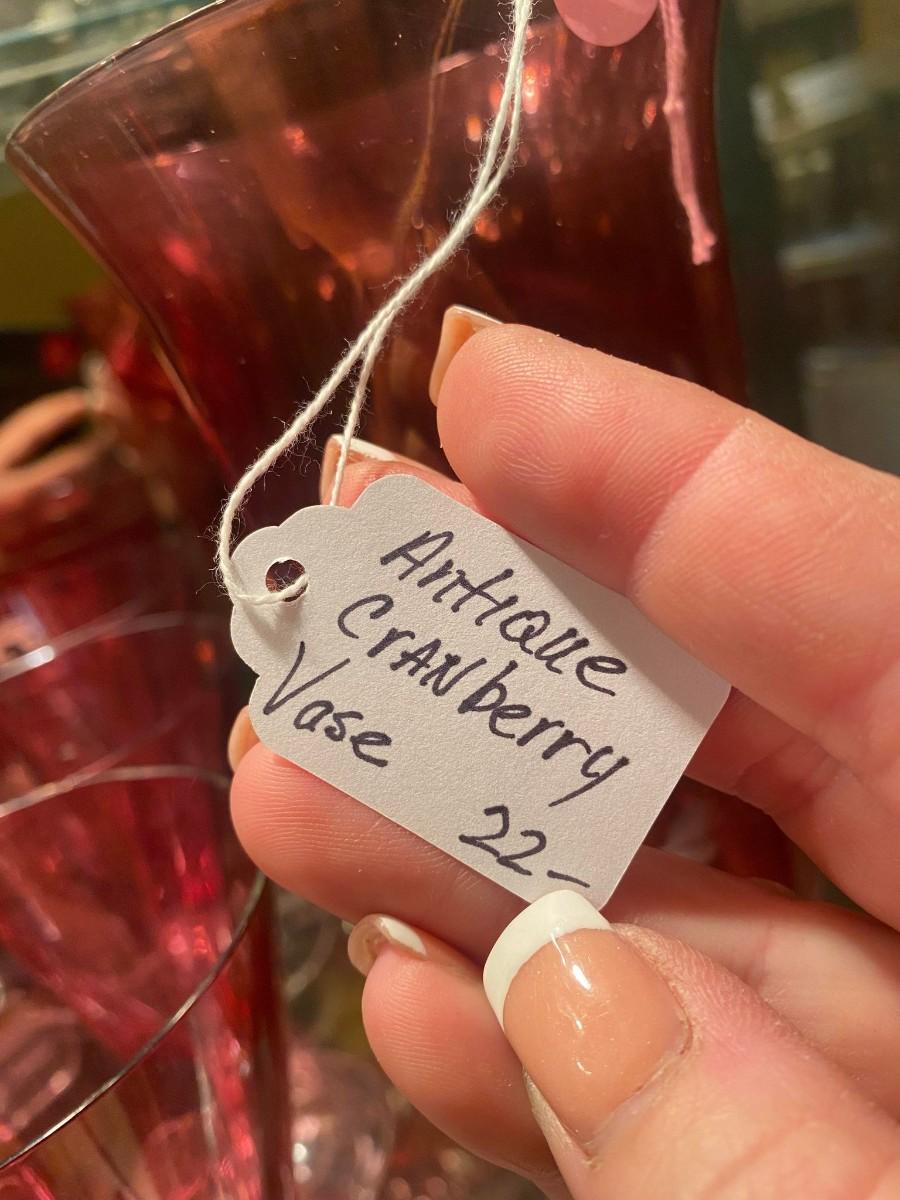 Antique
CrANberry
Vase
22-